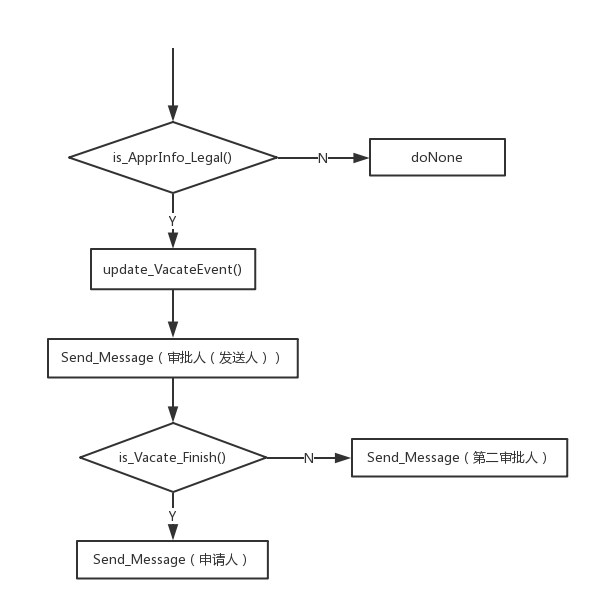 is_ApprInfo_Legal()
N
doNone
Y
update_VacateEvent()
Send_Message（审批人（发送人））
is_Vacate_Finish()
N
Send_Message（第二审批人）
Y
Send_Message（申请人）